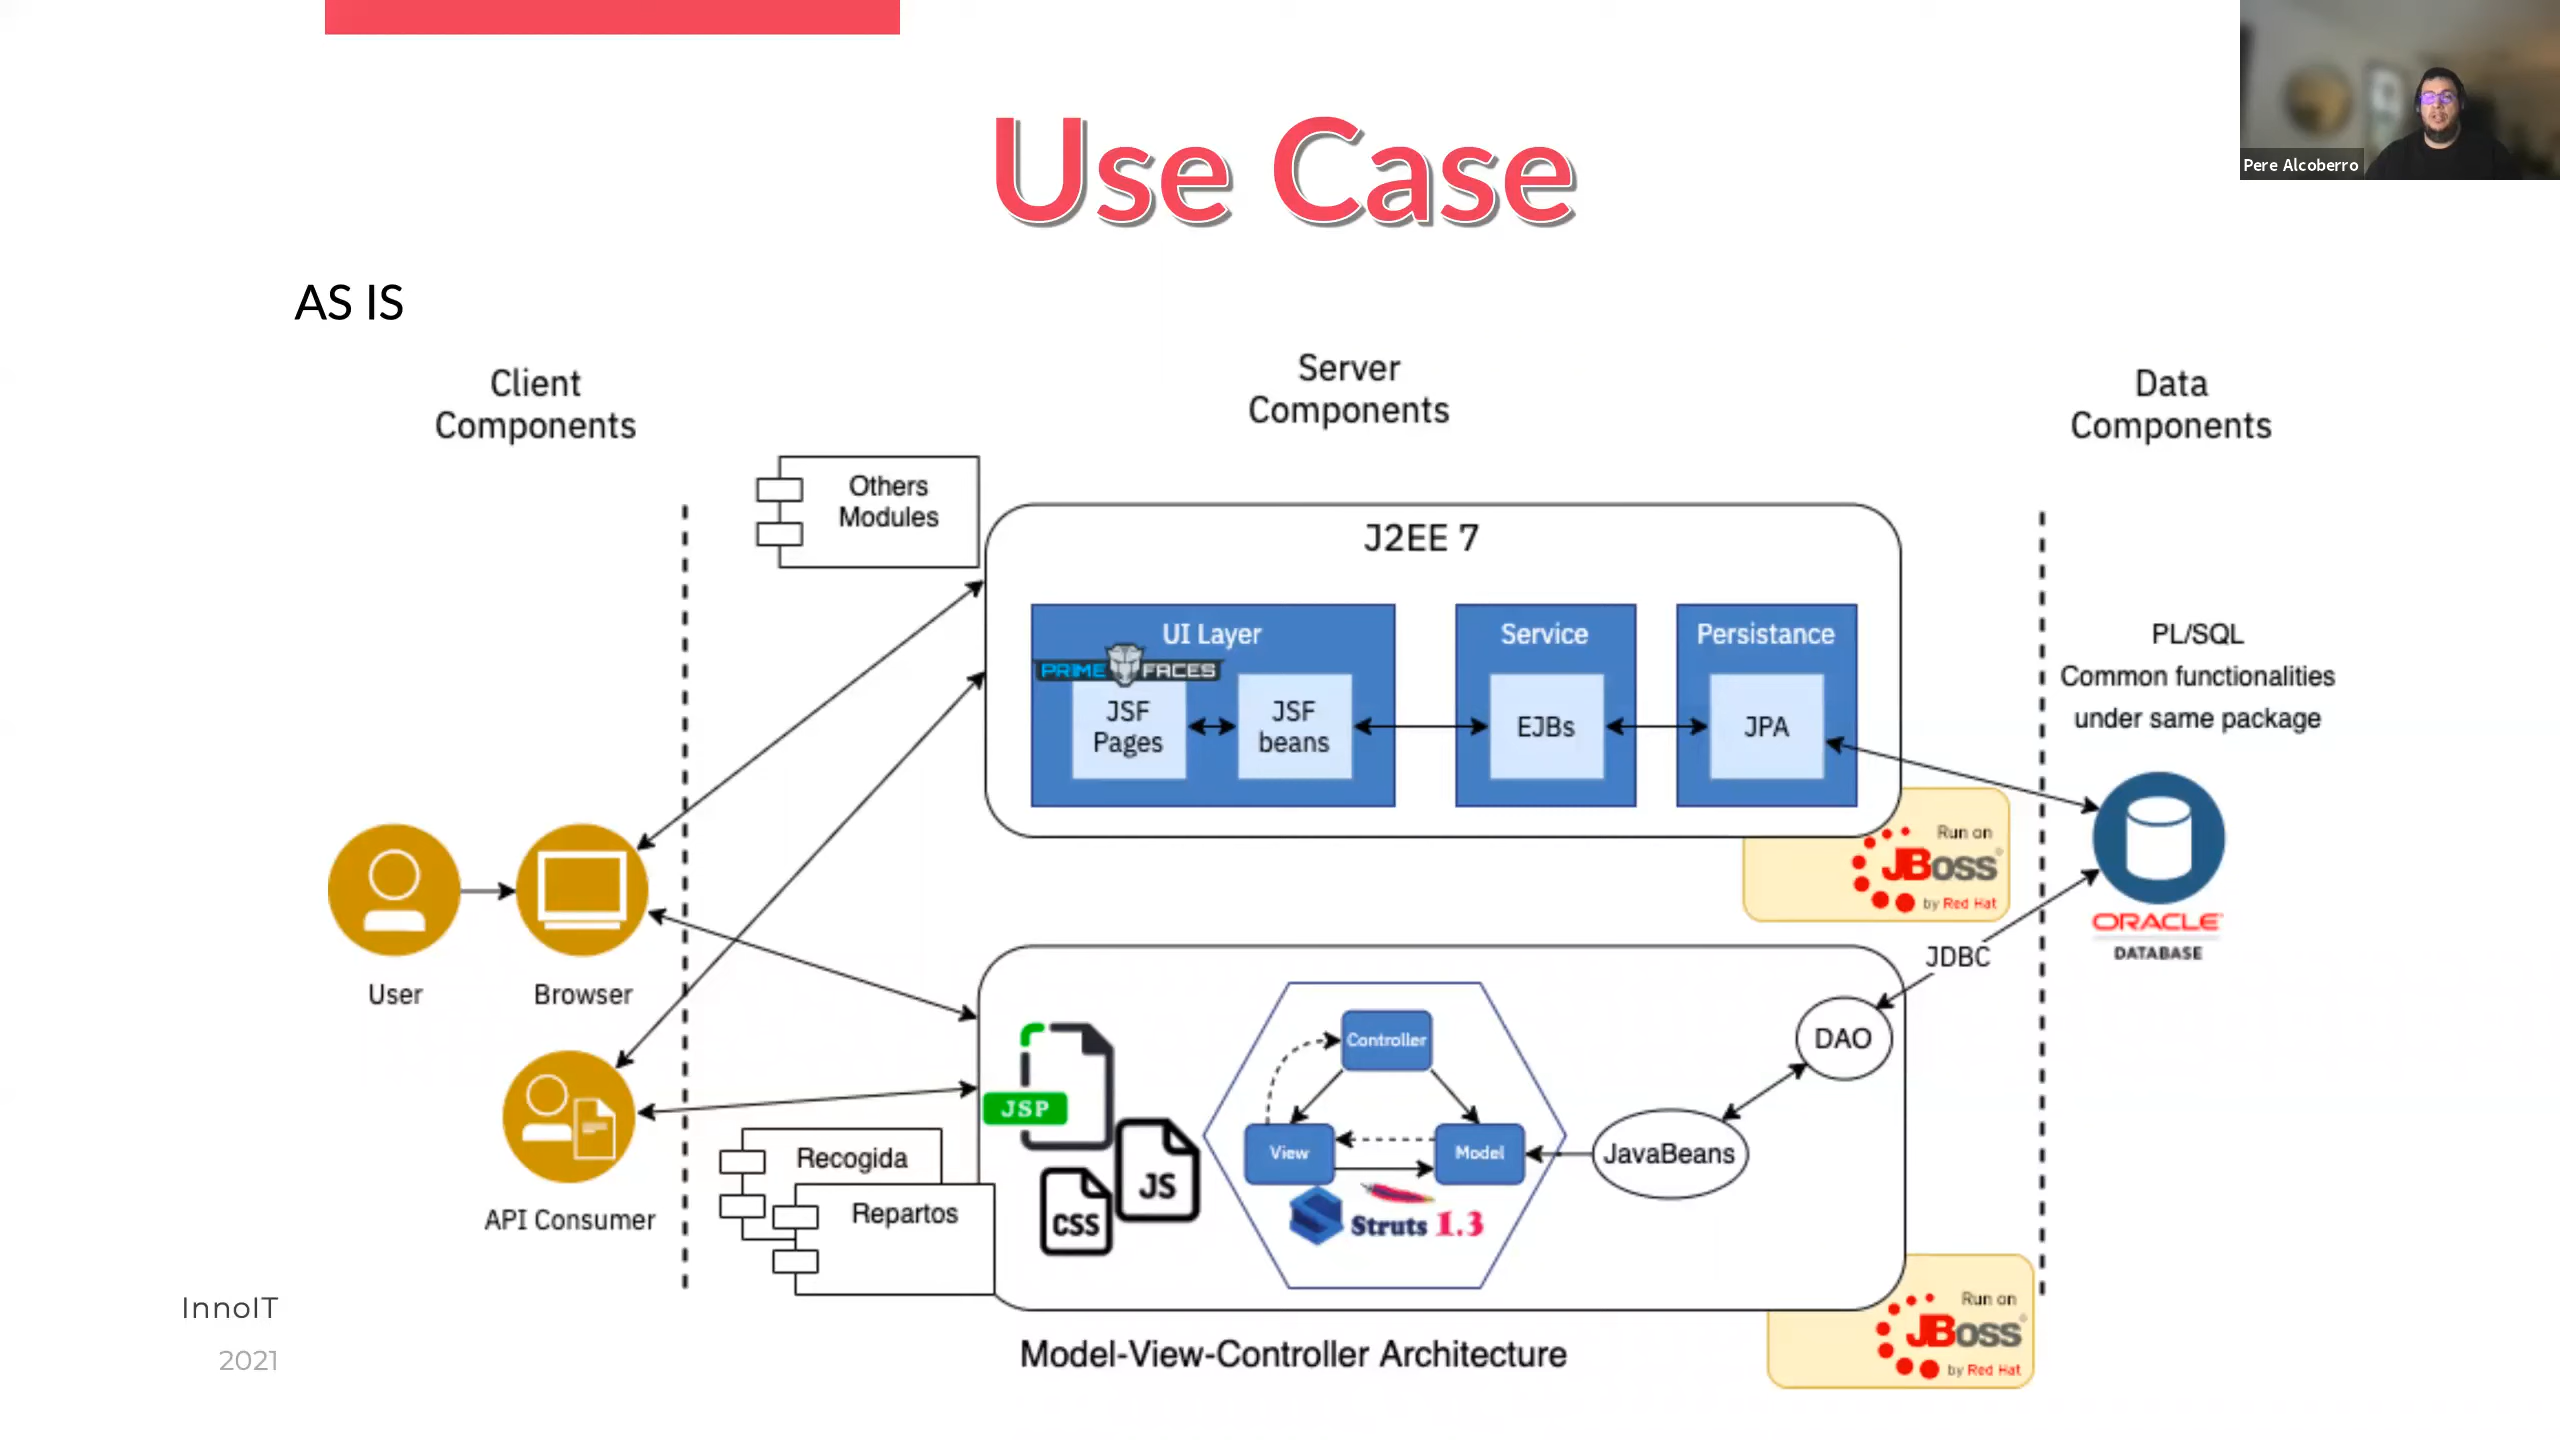 Pere Alcoberro
Use Case
AS IS
Client
Components
Server
Components
Data
Components
Others
Modules
J2EE 7
UI Layer
PRIME FACES
JSF
Pages
JSF
beans
Service
EJBs
Persistance
JPA
PL/SQL
Common functionalities
under same package
Run on
JBoss
by Red Hat
ORACLE
DATABASE
JDBC
User
Browser
API Consumer
JSP
JS
CSS
Controller
View
Model
Struts 1.3
JavaBeans
DAO
Recogida
Repartos
Run on
JBoss
by Red Hat
Model-View-Controller Architecture
InnoIT
2021